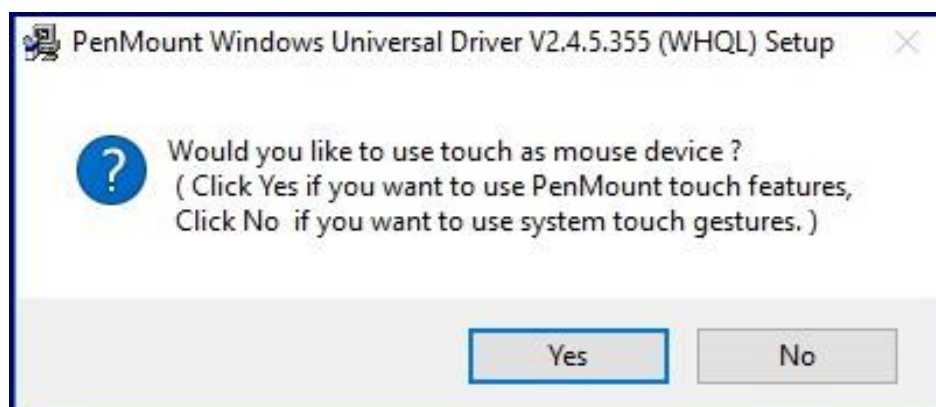 PenMount Windows Universal Driver V2.4.5.355 (WHQL) Setup
Would you like to use touch as mouse device ?
( Click Yes if you want to use PenMount touch features,
Click No  if you want to use system touch gestures. )
Yes
No